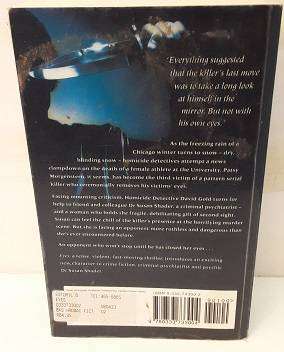 'Everything suggested
that the killer's last move
was to take a long look
at himself in the
mirror. But not with
his own eyes.'
As the freezing rain of a
Chicago winter turns to snow – dry,
blinding snow – homicide detectives attempt a news
clampdown on the death of a female athlete at the University. Patsy
Morgenstern, it seems, has become the third victim of a pattern serial
killer who ceremonially removes his victims' eyes.
Facing mounting criticism, Homicide Detective David Gold turns for
help to friend and colleague Dr Susan Shader, a criminal psychiatrist –
and a woman who holds the fragile, debilitating gift of second sight.
Susan can feel the chill of the killer's presence at the horrifying murder
scene. But she is facing an opponent more ruthless and dangerous than
she's ever encountered before.
An opponent who won't stop until he has closed her eyes . . .
Eyes, a tense, violent, fast-moving thriller, introduces an exciting
new character to crime fiction, criminal psychiatrist and psychic
Dr Susan Shader.
EYES